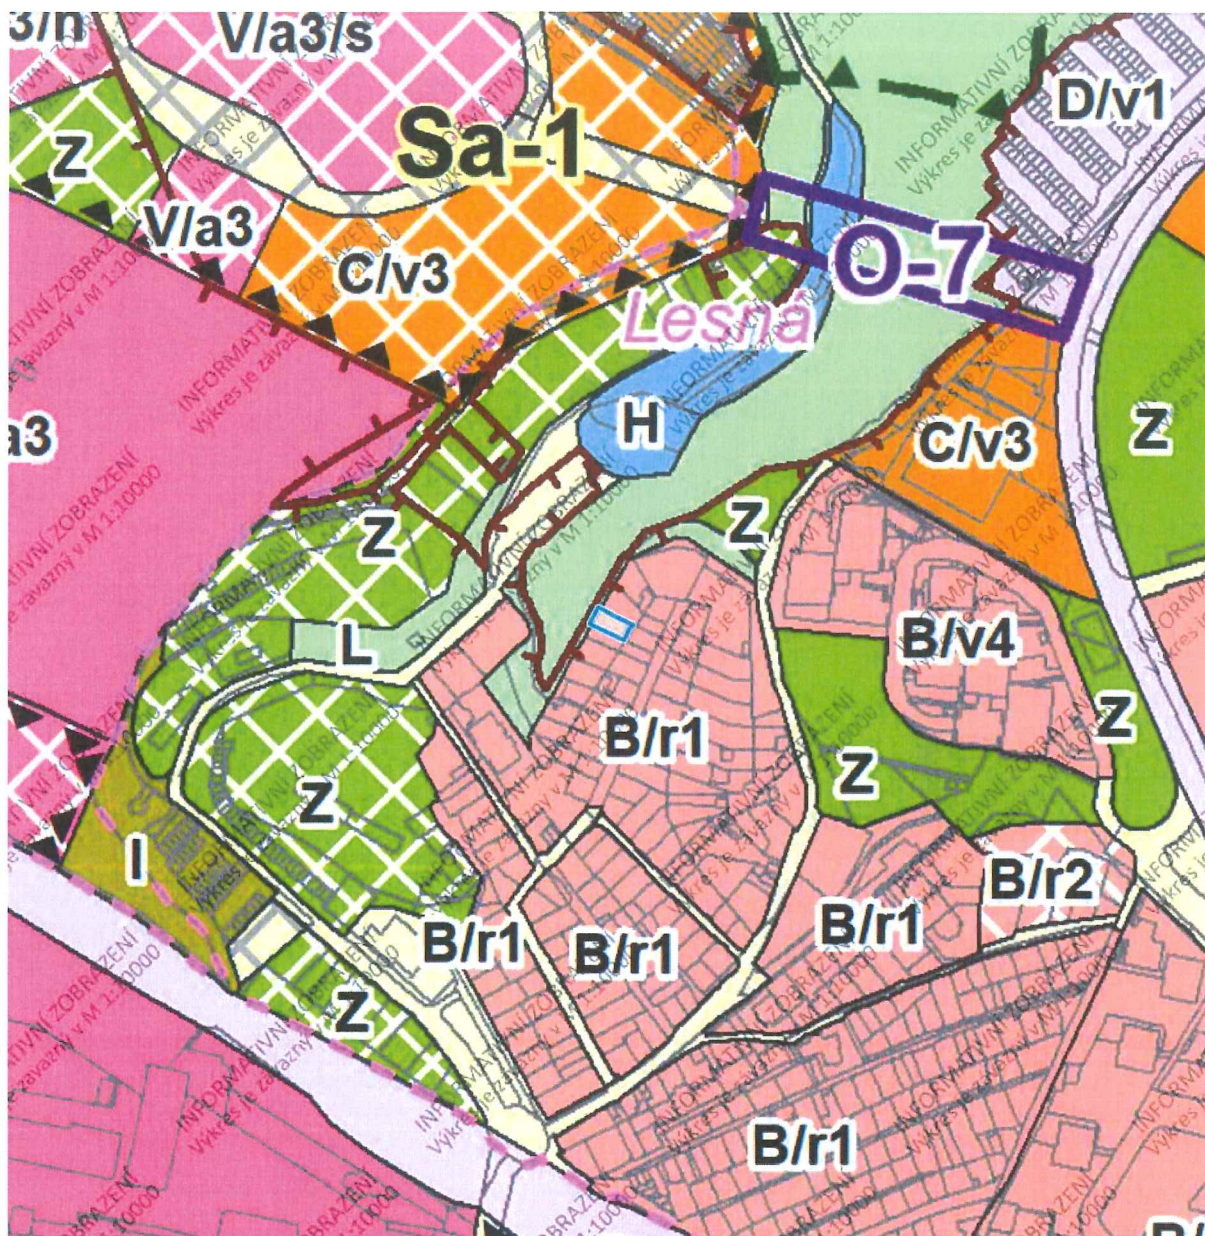 3/n
V/a3/s
Sa-1
D/v1
Z
V/a3
C/v3
O-7
Lesná
a3
H
C/v3
Z
Z
Z
L
B/v4
B/r1
Z
Z
Z
I
B/r2
B/r1
B/r1
B/r1
Z
B/r1
INFORMATIVNÍ ZOBRAZENÍ
Výkres je závazný v M 1:10000